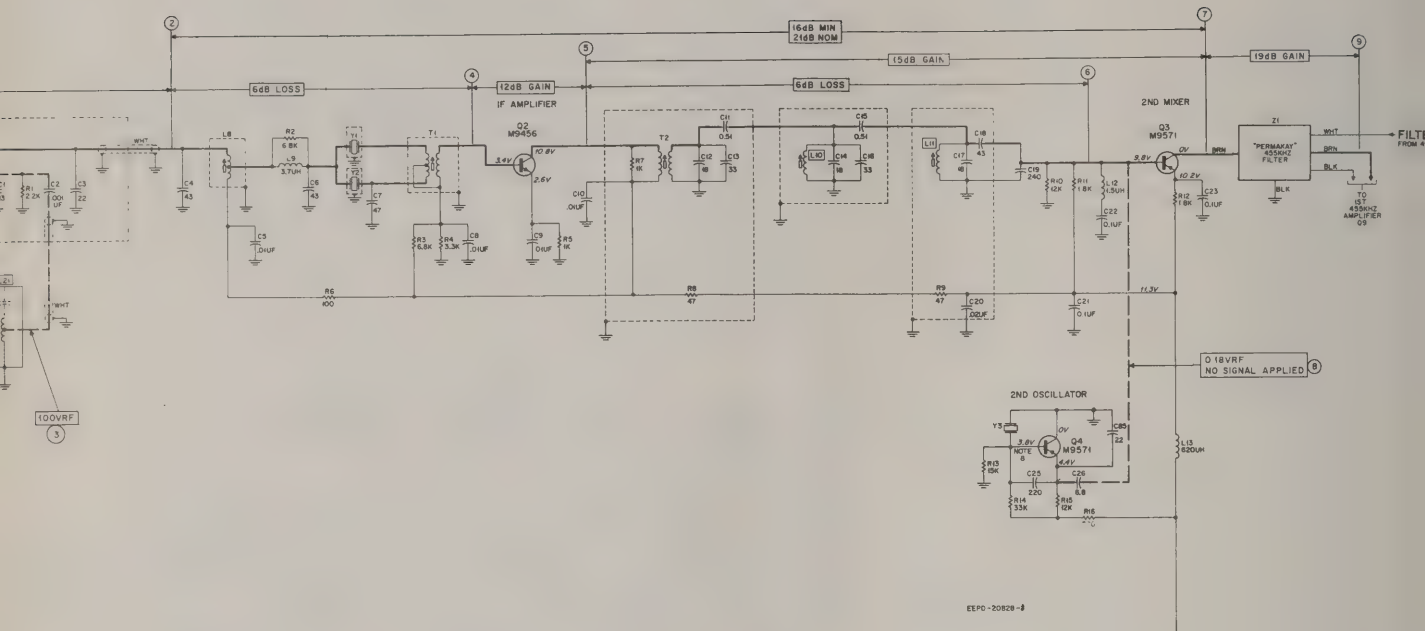 2
7
16dB MIN
21dB NOM
5
9
15dB GAIN
19dB GAIN
4
6
6dB LOSS
12dB GAIN
6dB LOSS
IF AMPLIFIER
2ND MIXER
Q2
M9456
Q3
M9571
WHT
L8
R2
6.8K
L9
3.7UH
Y1
T1
10.8V
3.4V
2.6V
C11
0.51
T2
R7
1K
C12
18
C13
33
C15
0.51
L10
C14
18
C16
33
L11
C18
43
C17
18
C19
240
9.8V
0V
10.2V
BRN
Z1
"PERMAKAY"
455KHZ
FILTER
BLK
WHT
BRN
BLK
FROM 4
TO
1ST
455KHZ
AMPLIFIER
Q9
R1
2.2K
C2
.001
UF
C3
22
C4
43
C6
43
C7
47
C5
.01UF
R3
6.8K
R4
3.3K
C8
.01UF
C9
.01UF
R5
1K
C10
.01UF
R10
12K
R11
1.8K
L12
1.5UH
C22
0.1UF
R12
1.8K
C23
0.1UF
WHT
R6
100
R8
47
R9
47
11.3V
C20
.02UF
C21
0.1UF
100VRF
3
0.18VRF
NO SIGNAL APPLIED
8
2ND OSCILLATOR
Y3
0V
C85
22
3.8V
NOTE
Q4
M9571
4.4V
R13
15K
C25
220
C26
6.8
R14
33K
R15
12K
R16
L13
820UH
EEPD-20828-